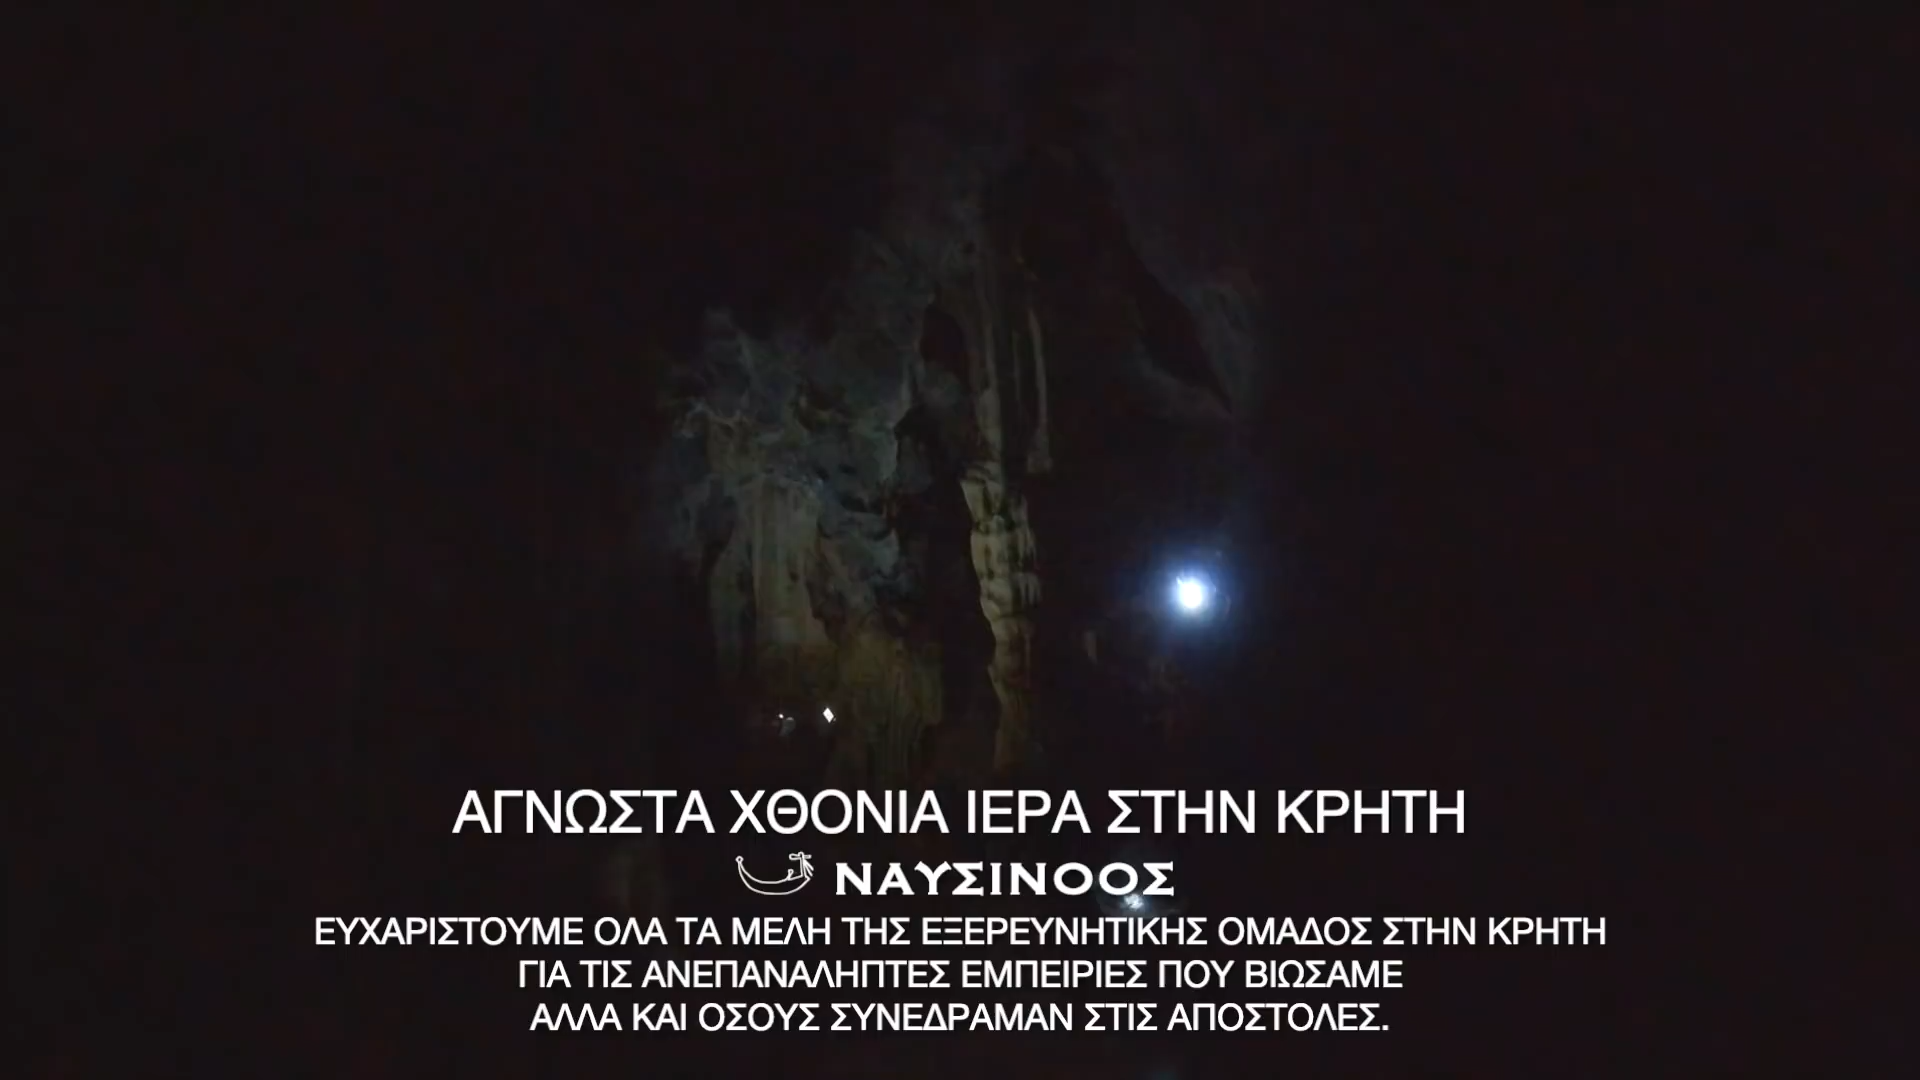 ΑΓΝΩΣΤΑ ΧΘΟΝΙΑ ΙΕΡΑ ΣΤΗΝ ΚΡΗΤΗ
ΝΑΥΣΙΝΟΟΣ
ΕΥΧΑΡΙΣΤΟΥΜΕ ΟΛΑ ΤΑ ΜΕΛΗ ΤΗΣ ΕΞΕΡΕΥΝΗΤΙΚΗΣ ΟΜΑΔΟΣ ΣΤΗΝ ΚΡΗΤΗ
ΓΙΑ ΤΙΣ ΑΝΕΠΑΝΑΛΗΠΤΕΣ ΕΜΠΕΙΡΙΕΣ ΠΟΥ ΒΙΩΣΑΜΕ
ΑΛΛΑ ΚΑΙ ΟΣΟΥΣ ΣΥΝΕΔΡΑΜΑΝ ΣΤΙΣ ΑΠΟΣΤΟΛΕΣ.